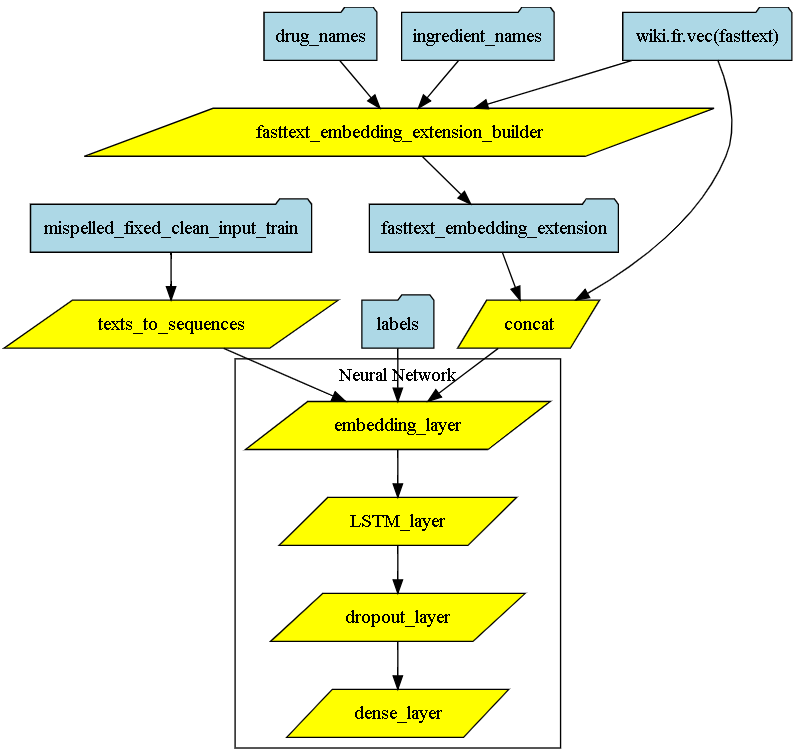 drug_names
ingredient_names
wiki.fr.vec(fasttext)
fasttext_embedding_extension_builder
mispelled_fixed_clean_input_train
fasttext_embedding_extension
texts_to_sequences
labels
concat
Neural Network
embedding_layer
LSTM_layer
dropout_layer
dense_layer